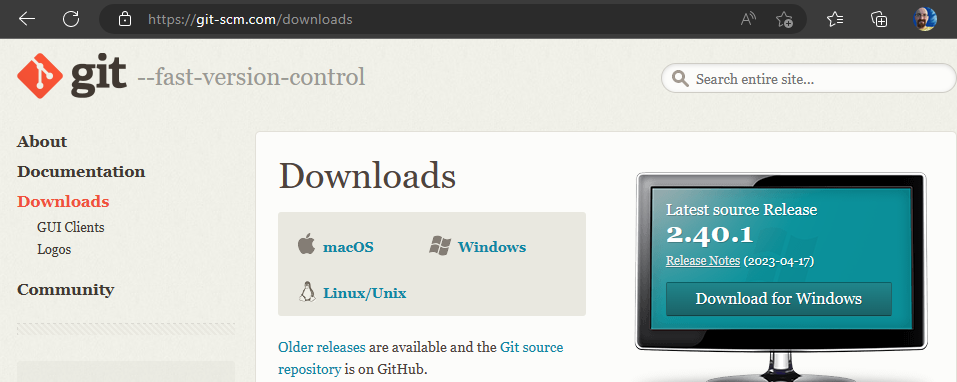 https://git-scm.com/downloads
git --fast-version-control
Search entire site...
About
Documentation
Downloads
GUI Clients
Logos
Community
Downloads
macOS
Windows
Linux/Unix
Older releases are available and the Git source
repository is on GitHub.
Latest source Release
2.40.1
Release Notes (2023-04-17)
Download for Windows